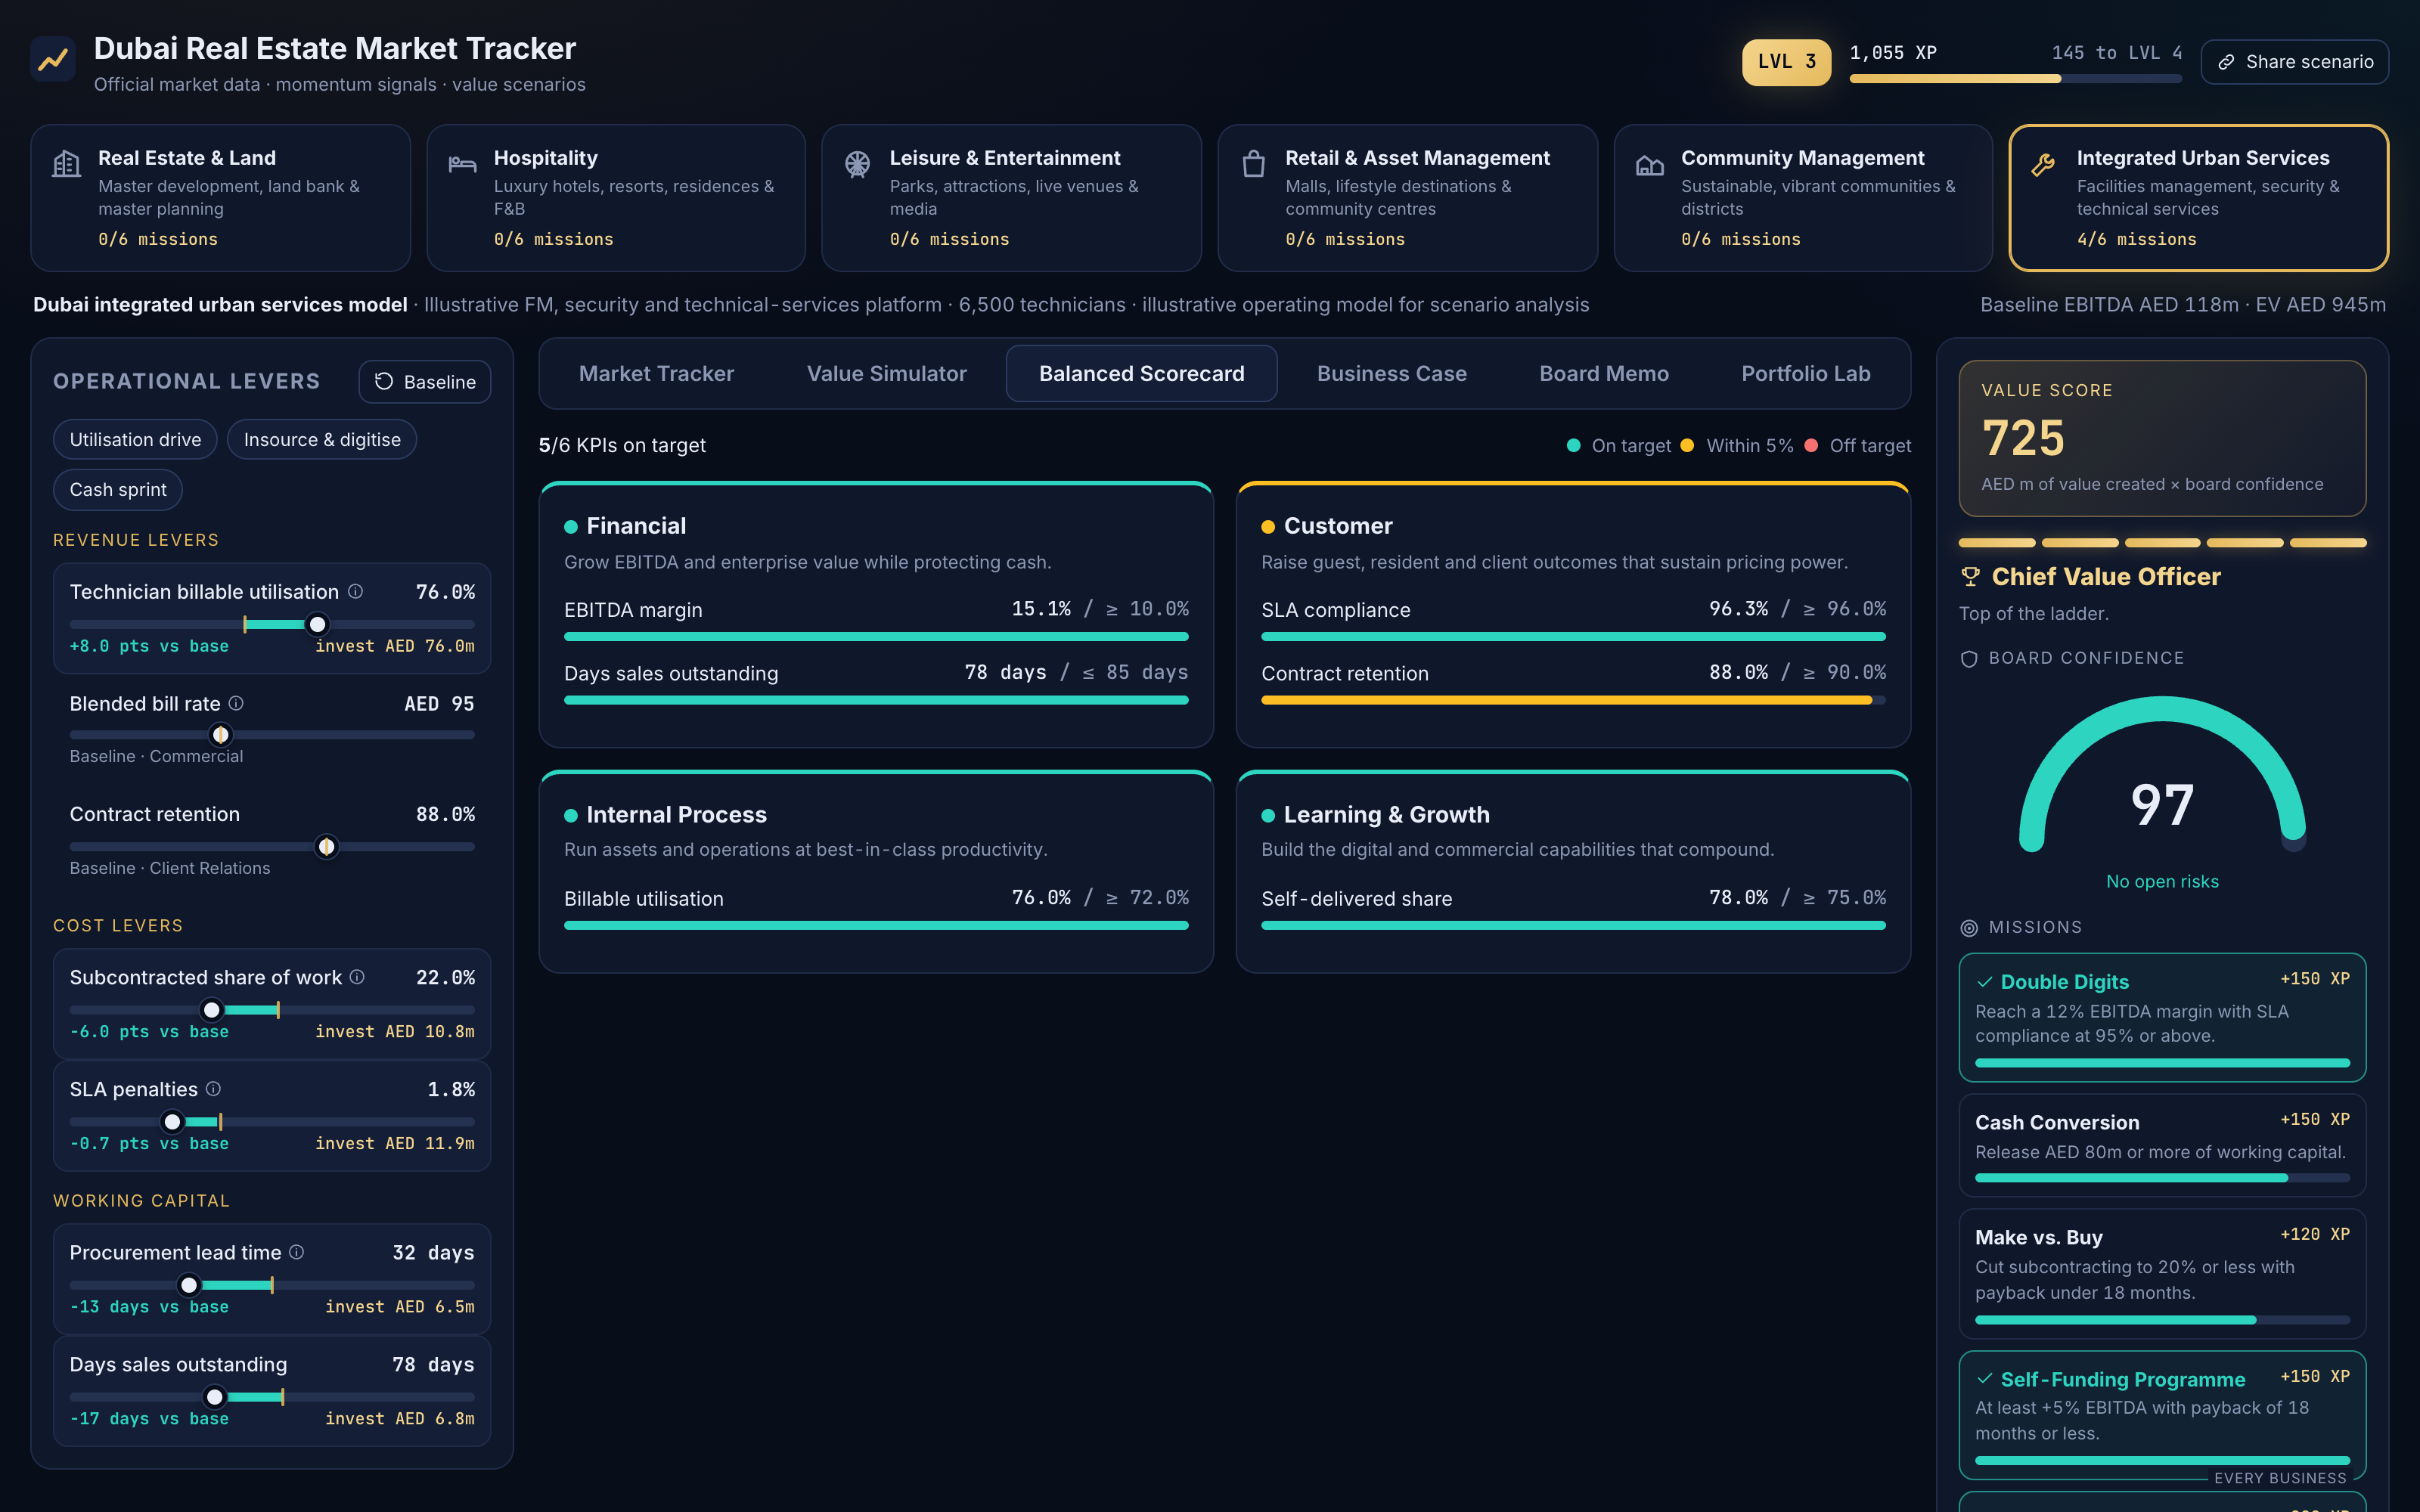 Dubai Real Estate Market Tracker
Official market data · momentum signals · value scenarios
LVL 3
1,055 XP
145 to LVL 4
Share scenario
Real Estate & Land
Master development, land bank &
master planning
0/6 missions
Hospitality
Luxury hotels, resorts, residences &
F&B
0/6 missions
Leisure & Entertainment
Parks, attractions, live venues &
media
0/6 missions
Retail & Asset Management
Malls, lifestyle destinations &
community centres
0/6 missions
Community Management
Sustainable, vibrant communities &
districts
0/6 missions
Integrated Urban Services
Facilities management, security &
technical services
4/6 missions
Dubai integrated urban services model · Illustrative FM, security and technical-services platform · 6,500 technicians · illustrative operating model for scenario analysis
Baseline EBITDA AED 118m · EV AED 945m
OPERATIONAL LEVERS
Baseline
Utilisation drive
Insource & digitise
Cash sprint
REVENUE LEVERS
Technician billable utilisation
76.0%
+8.0 pts vs base
invest AED 76.0m
Blended bill rate
AED 95
Baseline · Commercial
Contract retention
88.0%
Baseline · Client Relations
COST LEVERS
Subcontracted share of work
22.0%
-6.0 pts vs base
invest AED 10.8m
SLA penalties
1.8%
-0.7 pts vs base
invest AED 11.9m
WORKING CAPITAL
Procurement lead time
32 days
-13 days vs base
invest AED 6.5m
Days sales outstanding
78 days
-17 days vs base
invest AED 6.8m
Market Tracker
Value Simulator
Balanced Scorecard
Business Case
Board Memo
Portfolio Lab
5/6 KPIs on target
On target
Within 5%
Off target
Financial
Grow EBITDA and enterprise value while protecting cash.
EBITDA margin
15.1% / ≥ 10.0%
Days sales outstanding
78 days / ≤ 85 days
Customer
Raise guest, resident and client outcomes that sustain pricing power.
SLA compliance
96.3% / ≥ 96.0%
Contract retention
88.0% / ≥ 90.0%
Internal Process
Run assets and operations at best-in-class productivity.
Billable utilisation
76.0% / ≥ 72.0%
Learning & Growth
Build the digital and commercial capabilities that compound.
Self-delivered share
78.0% / ≥ 75.0%
VALUE SCORE
725
AED m of value created × board confidence
Chief Value Officer
Top of the ladder.
BOARD CONFIDENCE
97
No open risks
MISSIONS
Double Digits
+150 XP
Reach a 12% EBITDA margin with SLA
compliance at 95% or above.
Cash Conversion
+150 XP
Release AED 80m or more of working capital.
Make vs. Buy
+120 XP
Cut subcontracting to 20% or less with
payback under 18 months.
Self-Funding Programme
+150 XP
At least +5% EBITDA with payback of 18
months or less.
EVERY BUSINESS